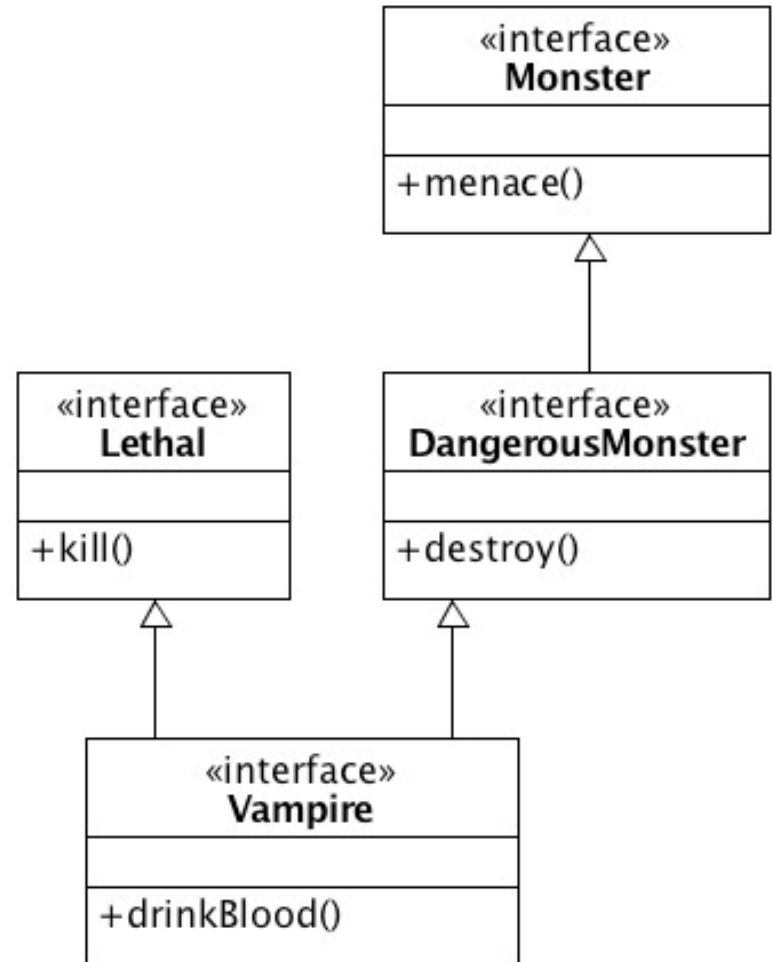 «interface»
Monster
+menace()
«interface»
Lethal
+kill()
«interface»
DangerousMonster
+destroy()
«interface»
Vampire
+drinkBlood()